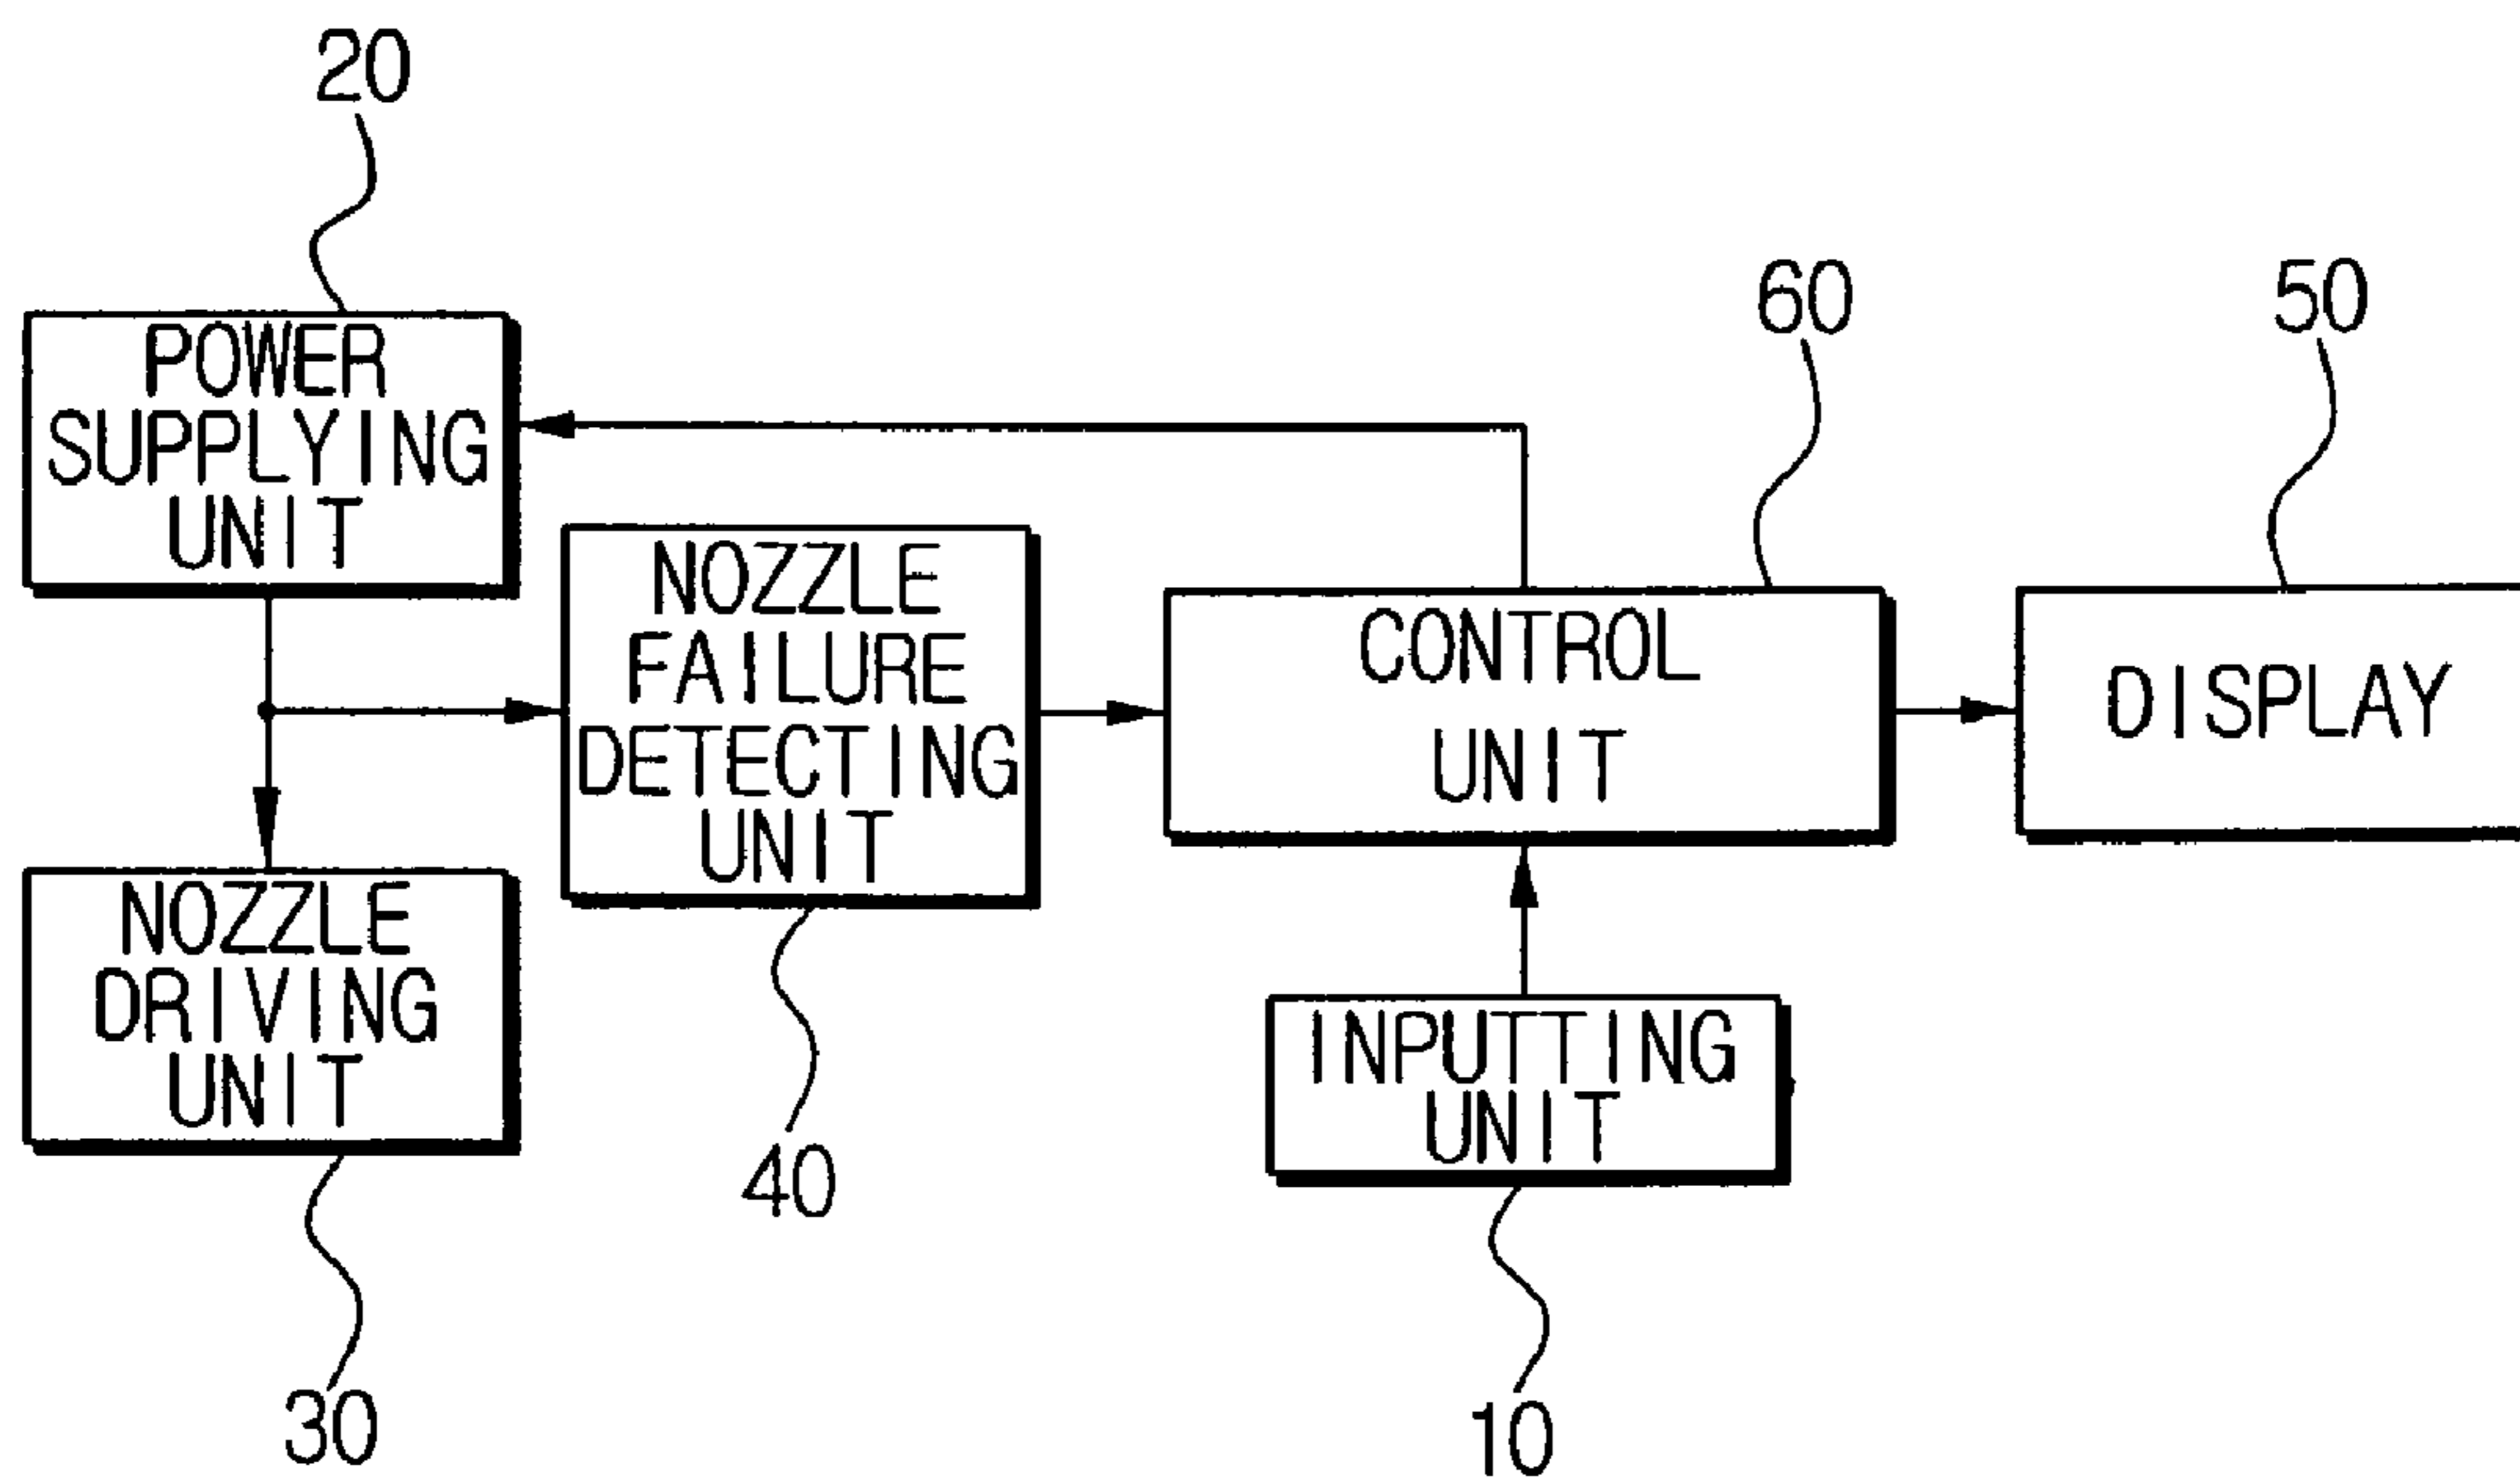 20
POWER
SUPPLYING
UNIT
60
50
NOZZLE
FAILURE
DETECTING
UNIT
CONTROL
UNIT
DISPLAY
NOZZLE
DRIVING
UNIT
INPUTTING
UNIT
40
30
10